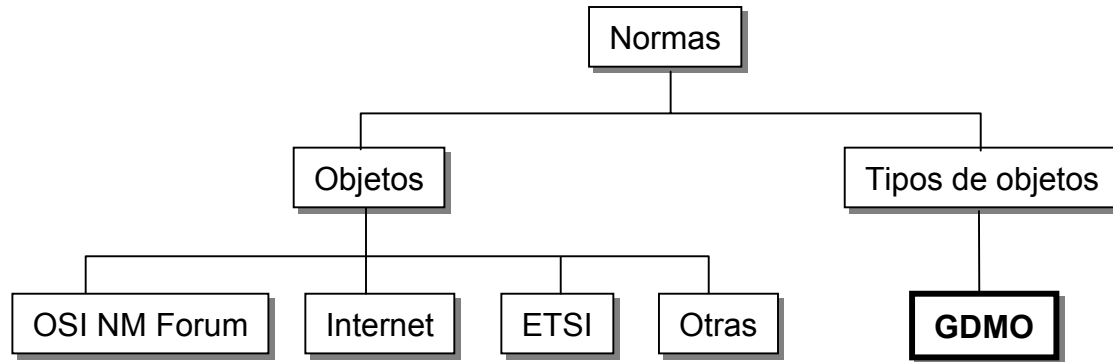 Normas
Objetos
Tipos de objetos
OSI NM Forum
Internet
ETSI
Otras
GDMO